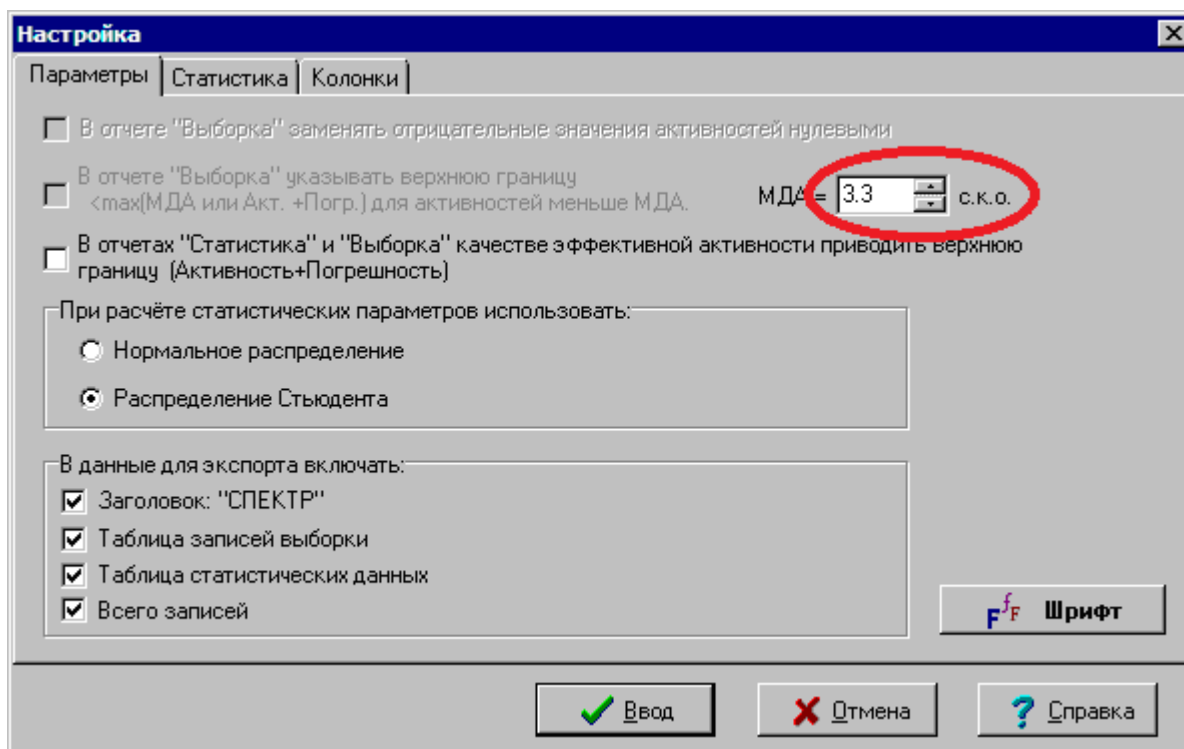 Настройка
Параметры Статистика Колонки
В отчете "Выборка" заменять отрицательные значения активностей нулевыми
В отчете "Выборка" указывать верхнюю границу
<max(МДА или Акт. +Погр.) для активностей меньше МДА.
МДА = 3.3 с.к.о.
В отчетах "Статистика" и "Выборка" качестве эффективной активности приводить верхнюю
границу (Активность+Погрешность)
При расчёте статистических параметров использовать:
Нормальное распределение
Распределение Стьюдента
В данные для экспорта включать:
Заголовок: "СПЕКТР"
Таблица записей выборки
Таблица статистических данных
Всего записей
F f F Шрифт
Ввод Отмена ? Справка